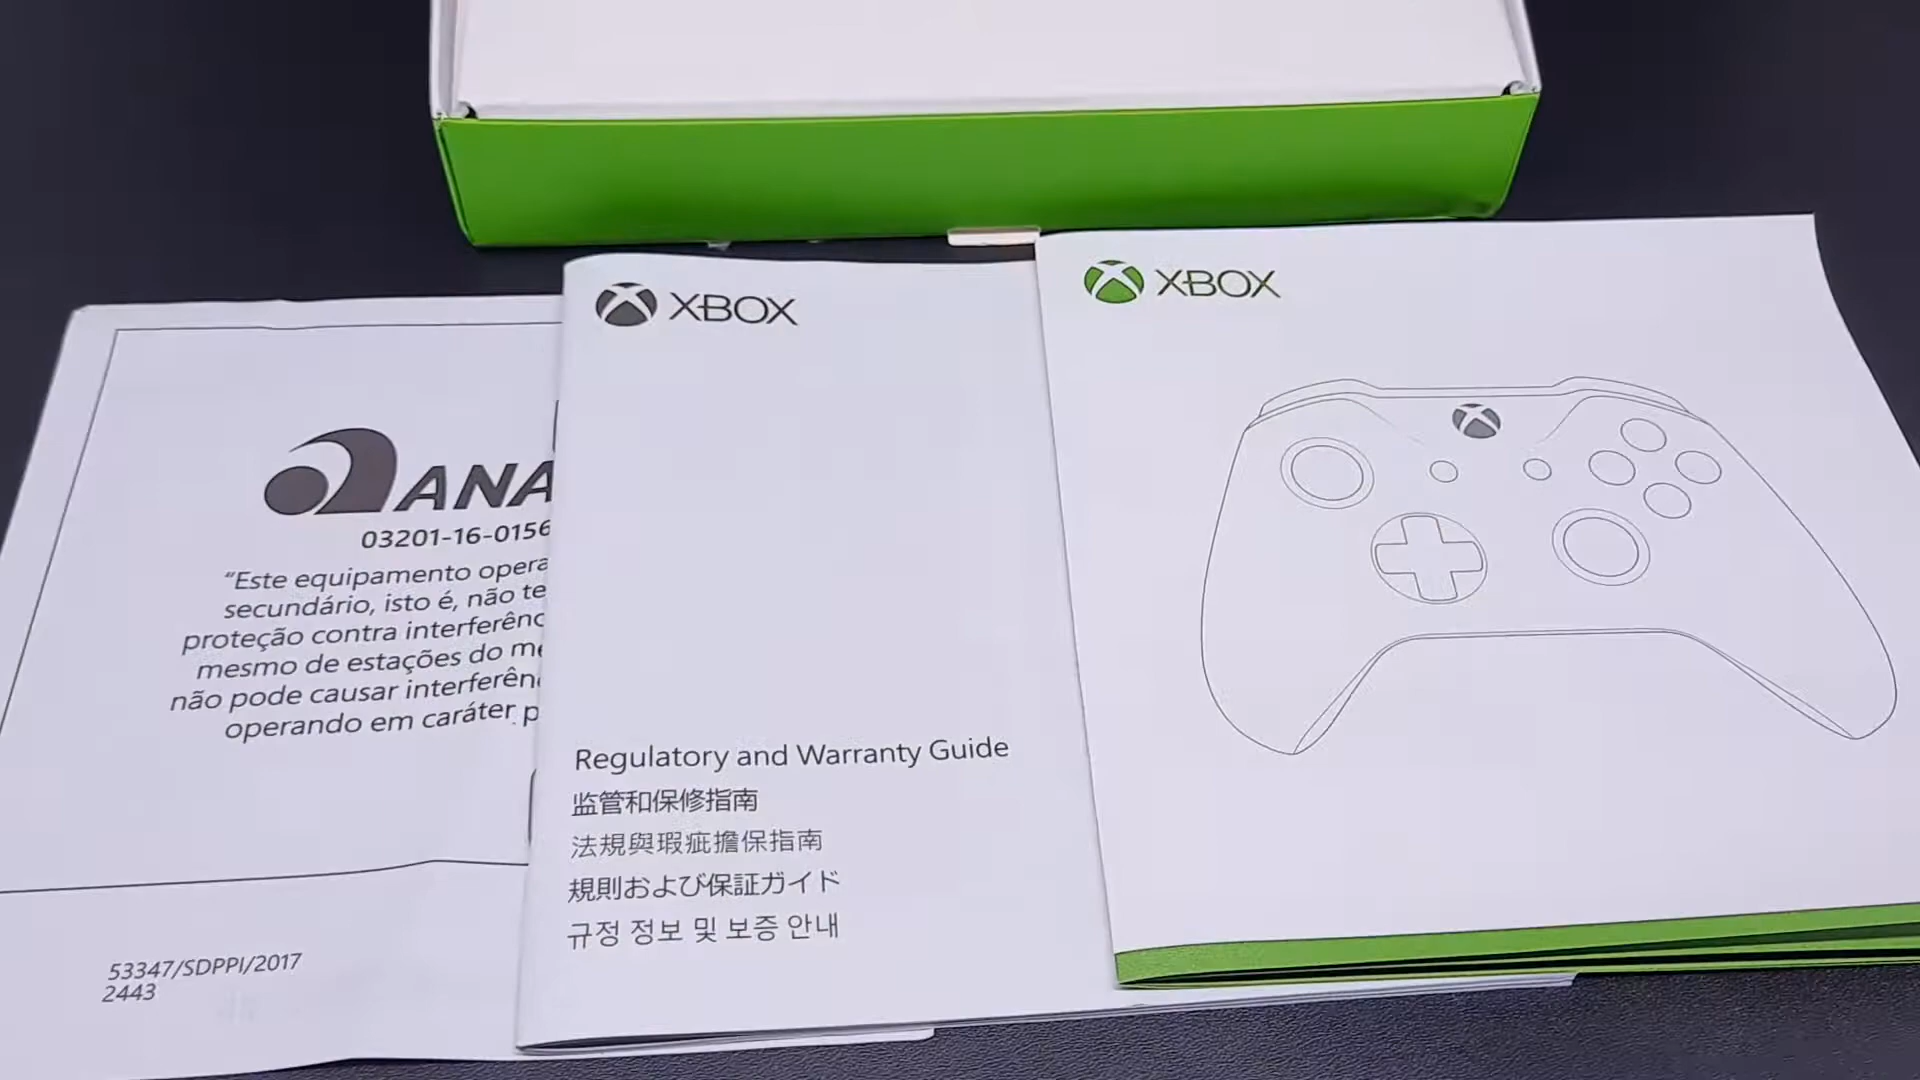 ANA
03201-16-0156
“Este equipamento opera
secundário, isto é, não te
proteção contra interferênc
mesmo de estações do me
não pode causar interferên
operando em caráter p
53347/SDPPI/2017
2443
XBOX
Regulatory and Warranty Guide
监管和保修指南
法規與瑕疵擔保指南
規則および保証ガイド
규정 정보 및 보증 안내
XBOX